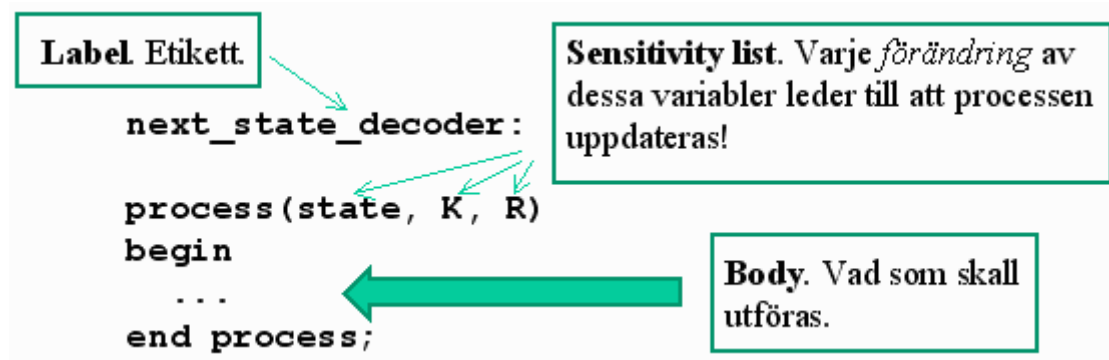 Label. Etikett.
Sensitivity list. Varje förändring av
dessa variabler leder till att processen
uppdateras!
next_state_decoder:
process(state, K, R)
begin
...
end process;
Body. Vad som skall
utföras.